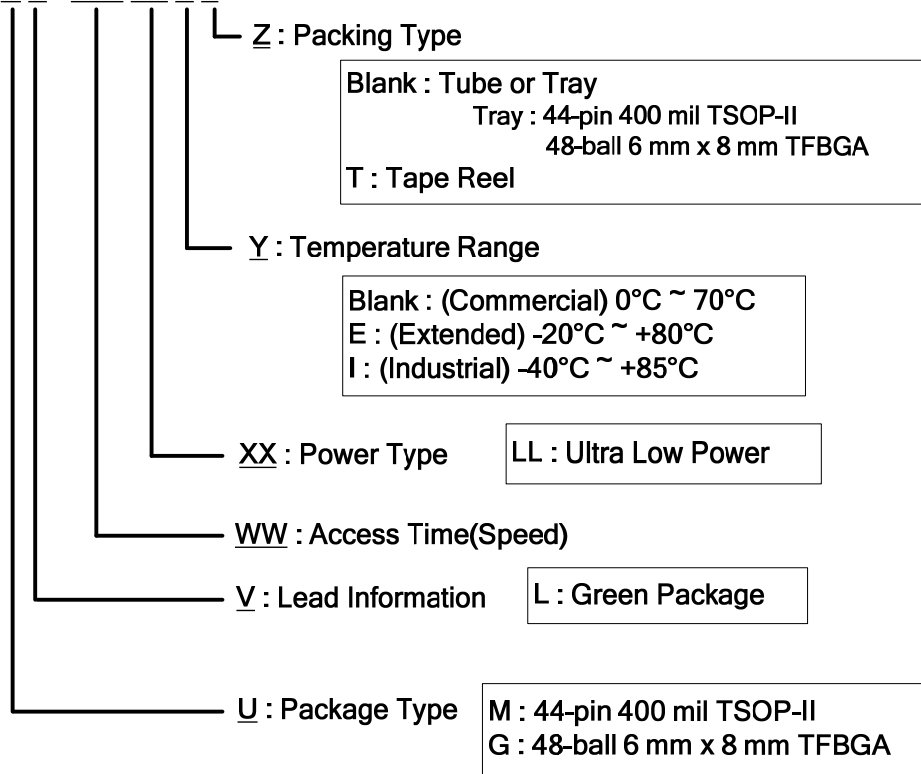 Z : Packing Type
Blank : Tube or Tray
Tray : 44-pin 400 mil TSOP-II
48-ball 6 mm x 8 mm TFBGA
T : Tape Reel
Y : Temperature Range
Blank : (Commercial) 0°C ~ 70°C
E : (Extended) -20°C ~ +80°C
I : (Industrial) -40°C ~ +85°C
XX : Power Type
LL : Ultra Low Power
WW : Access Time(Speed)
V : Lead Information
L : Green Package
U : Package Type
M : 44-pin 400 mil TSOP-II
G : 48-ball 6 mm x 8 mm TFBGA